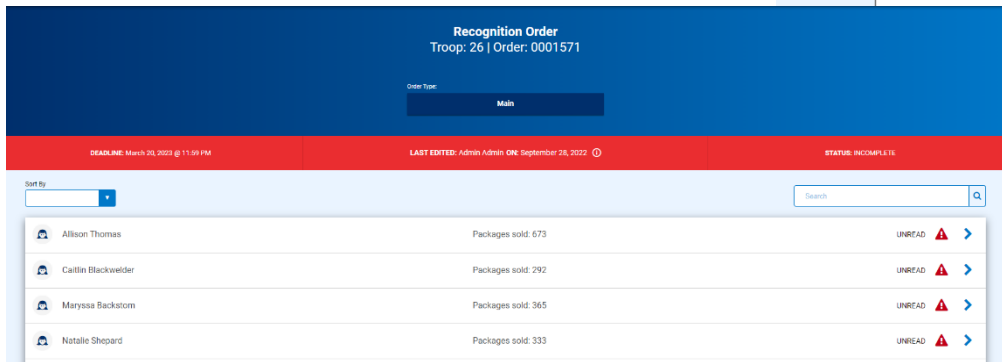 Recognition Order
Troop: 26 | Order: 0001571
Order Type:
Main
DEADLINE: March 20, 2023 @ 11:59 PM
LAST EDITED: Admin Admin ON: September 28, 2022
STATUS: INCOMPLETE
Sort By
Search
Allison Thomas Packages sold: 673 UNREAD
Caitlin Blackwelder Packages sold: 292 UNREAD
Maryssa Backstom Packages sold: 365 UNREAD
Natalie Shepard Packages sold: 333 UNREAD